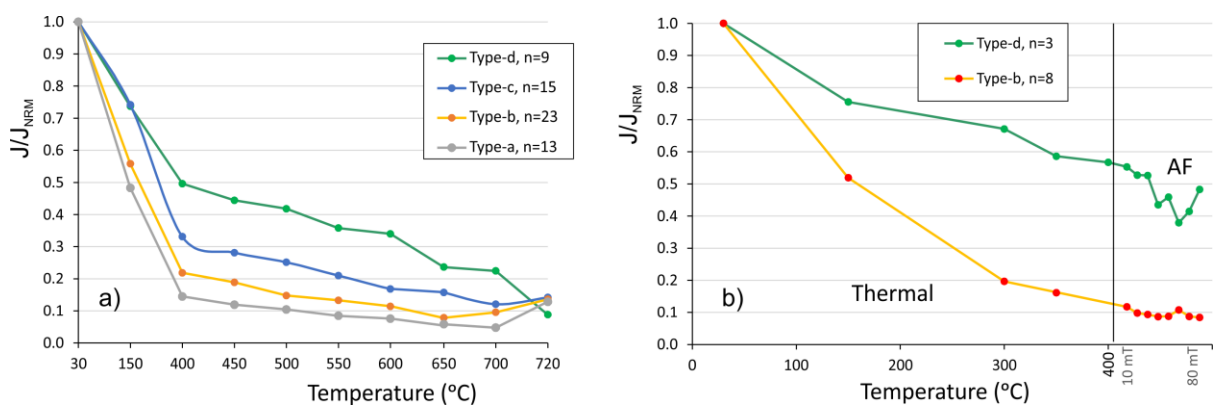 1.0
0.9
0.8
0.7
0.6
0.5
0.4
0.3
0.2
0.1
0.0
J/JNRM
Type-d, n=9
Type-c, n=15
Type-b, n=23
Type-a, n=13
a)
30 150 400 450 500 550 600 650 700 720
Temperature (°C)
1.0
0.9
0.8
0.7
0.6
0.5
0.4
0.3
0.2
0.1
0.0
J/JNRM
Type-d, n=3
Type-b, n=8
AF
b)
Thermal
0 100 200 300 400 10 mT 80 mT
Temperature (°C)